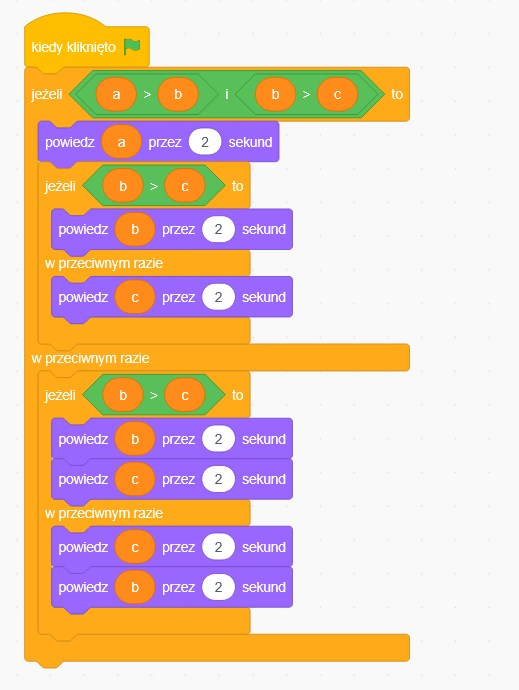 kiedy kliknięto
jeżeli a > b i b > c to
powiedz a przez 2 sekund
jeżeli b > c to
powiedz b przez 2 sekund
w przeciwnym razie
powiedz c przez 2 sekund
w przeciwnym razie
jeżeli b > c to
powiedz b przez 2 sekund
powiedz c przez 2 sekund
w przeciwnym razie
powiedz c przez 2 sekund
powiedz b przez 2 sekund